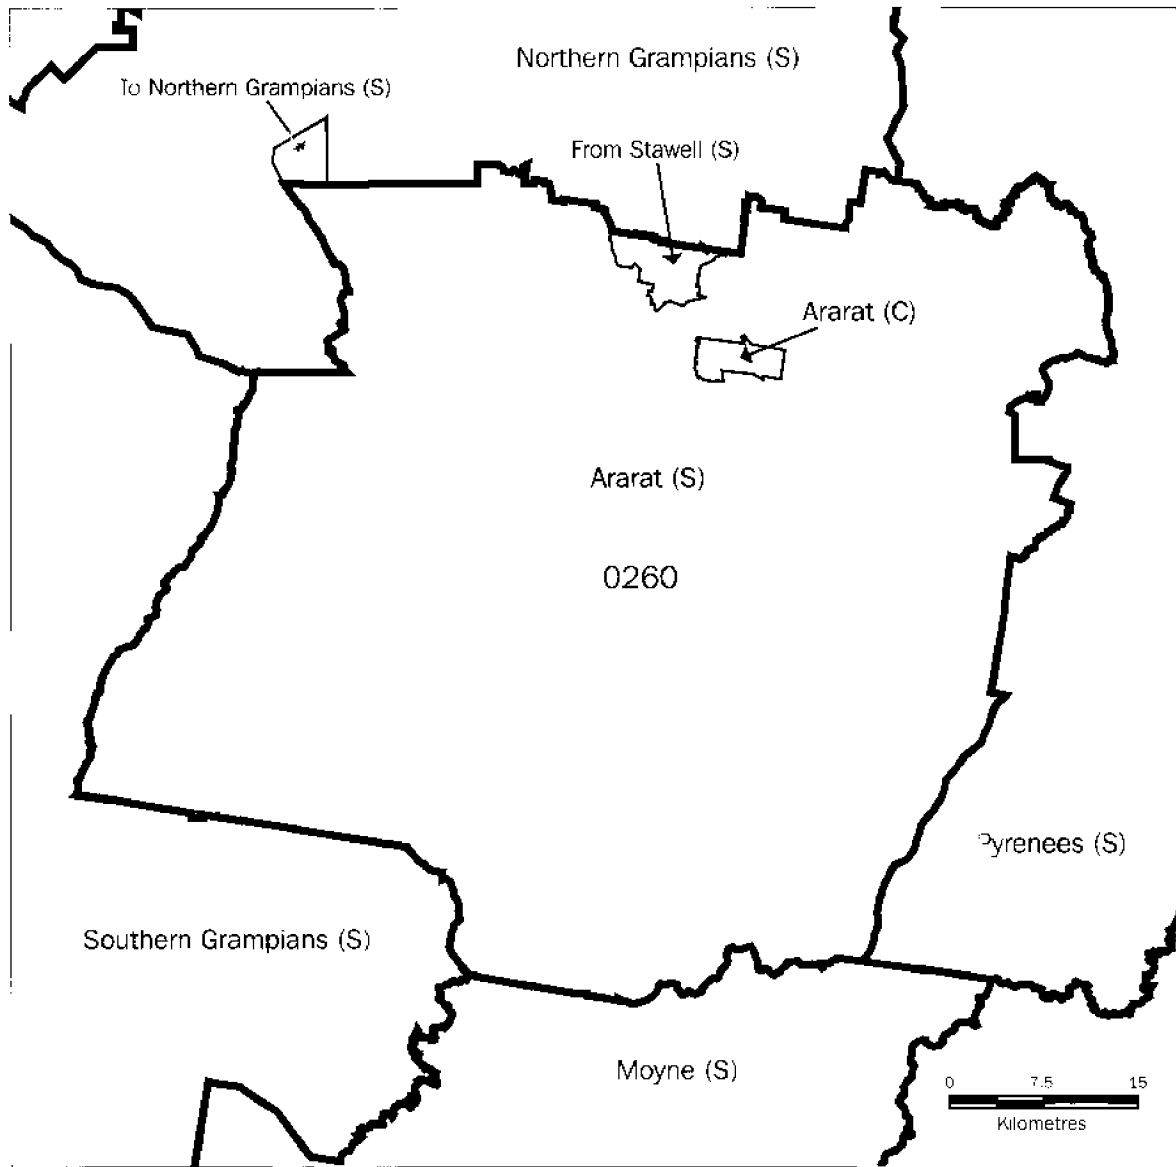 Northern Grampians (S)
To Northern Grampians (S)
From Stawell (S)
Ararat (C)
Ararat (S)
0260
Pyrenees (S)
Southern Grampians (S)
Moyne (S)
0 7.5 15
Kilometres